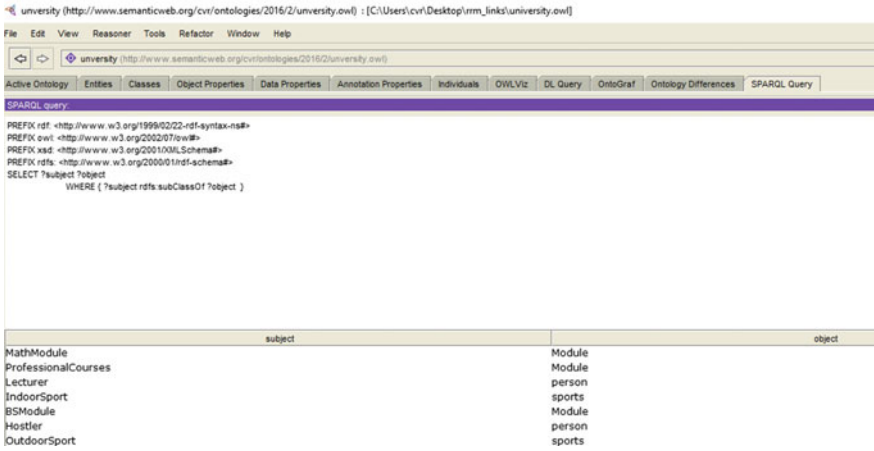 unversity (http://www.semanticweb.org/cvr/ontologies/2016/2/unversity.owl) : [C:\Users\cvr\Desktop\rrm_links\university.owl]
File Edit View Reasoner Tools Refactor Window Help
unversity (http://www.semanticweb.org/cvr/ontologies/2016/2/unversity.owl)
Active Ontology Entities Classes Object Properties Data Properties Annotation Properties Individuals OWLViz DL Query OntoGraf Ontology Differences SPARQL Query
SPARQL query:
PREFIX rdf: <http://www.w3.org/1999/02/22-rdf-syntax-ns#>
PREFIX owl: <http://www.w3.org/2002/07/owl#>
PREFIX xsd: <http://www.w3.org/2001/XMLSchema#>
PREFIX rdfs: <http://www.w3.org/2000/01/rdf-schema#>
SELECT ?subject ?object
WHERE { ?subject rdfs:subClassOf ?object }
subject object
MathModule Module
ProfessionalCourses Module
Lecturer person
IndoorSport sports
BSModule Module
Hostler person
OutdoorSport sports